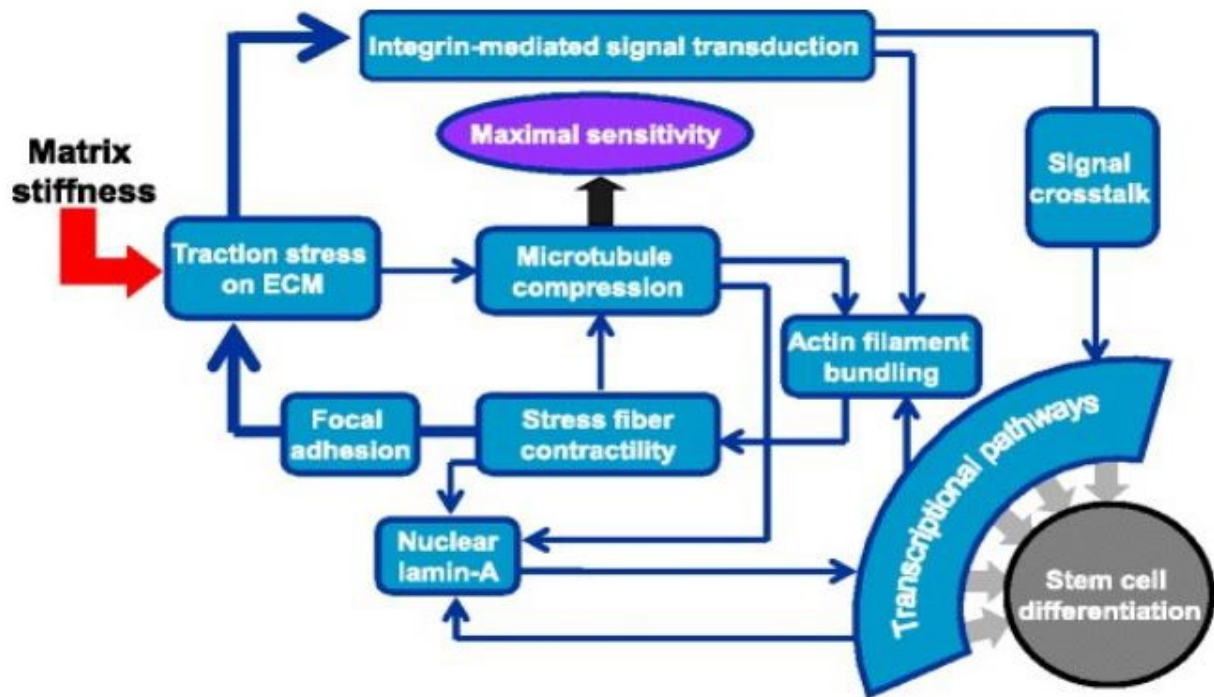 Integrin-mediated signal transduction
Maximal sensitivity
Matrix
stiffness
Signal
crosstalk
Traction stress
on ECM
Microtubule
compression
Actin filament
bundling
Focal
adhesion
Stress fiber
contractility
Transcriptional pathways
Nuclear
lamin-A
Stem cell
differentiation